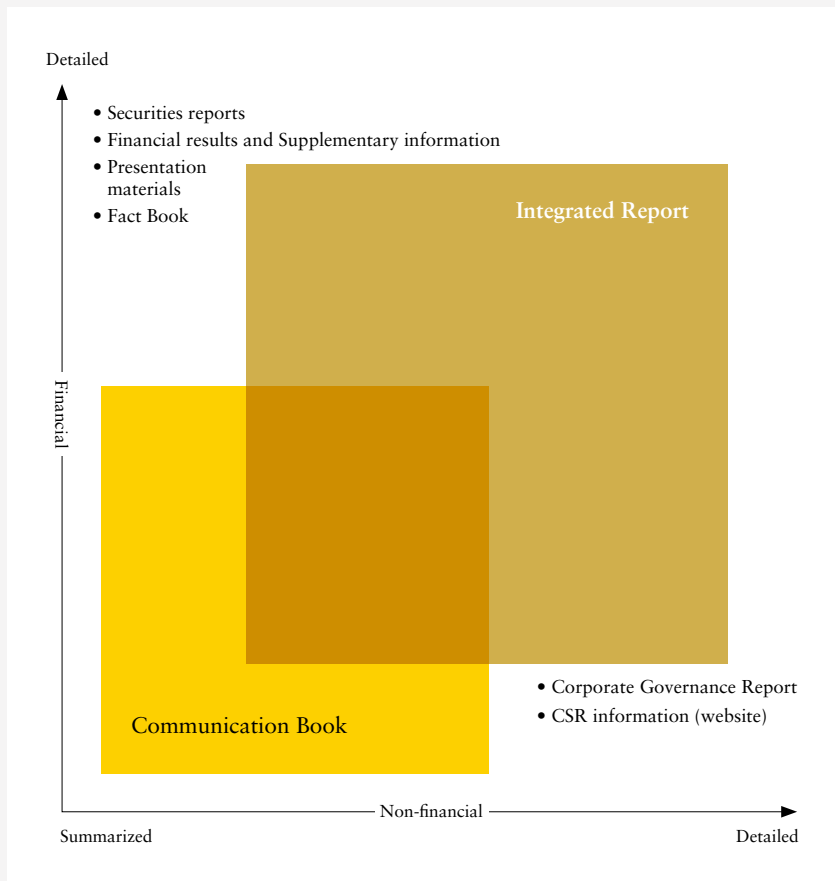 Detailed
• Securities reports
• Financial results and Supplementary information
• Presentation
materials
• Fact Book
Integrated Report
Financial
Communication Book
• Corporate Governance Report
• CSR information (website)
Non-financial
Summarized
Detailed